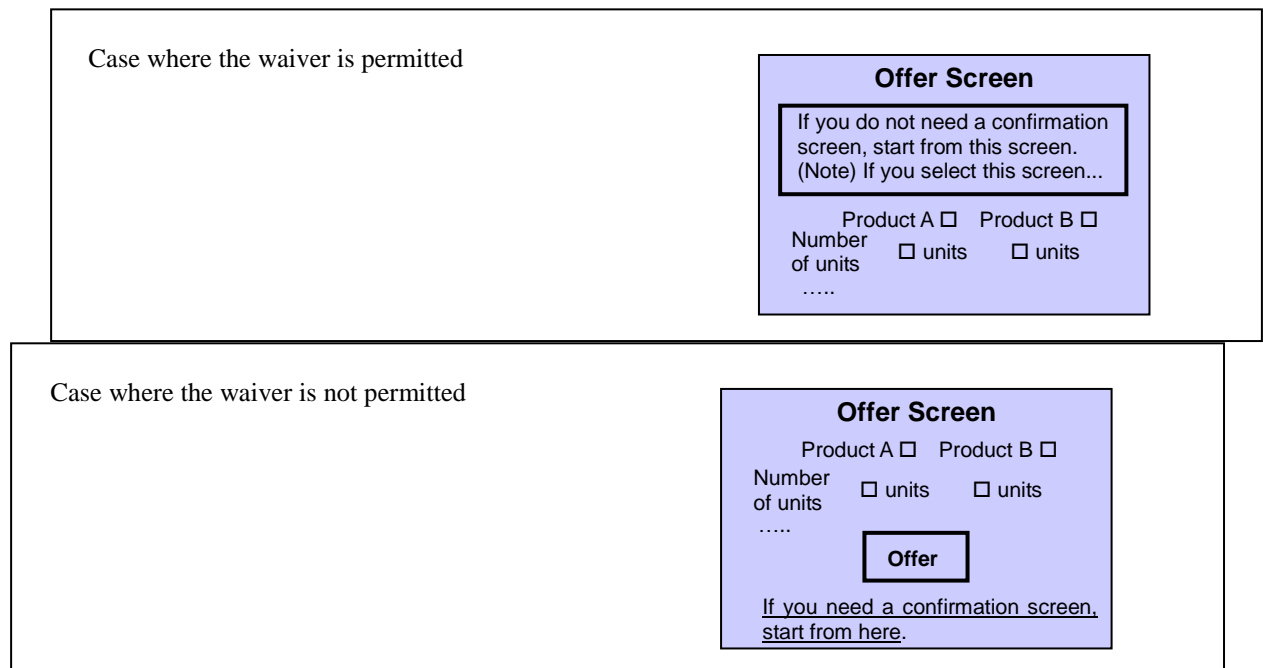 Case where the waiver is permitted
Offer Screen
If you do not need a confirmation
screen, start from this screen.
(Note) If you select this screen...
Product A □ Product B □
Number
of units □ units □ units
…..
Case where the waiver is not permitted
Offer Screen
Product A □ Product B □
Number
of units □ units □ units
…..
Offer
If you need a confirmation screen,
start from here.